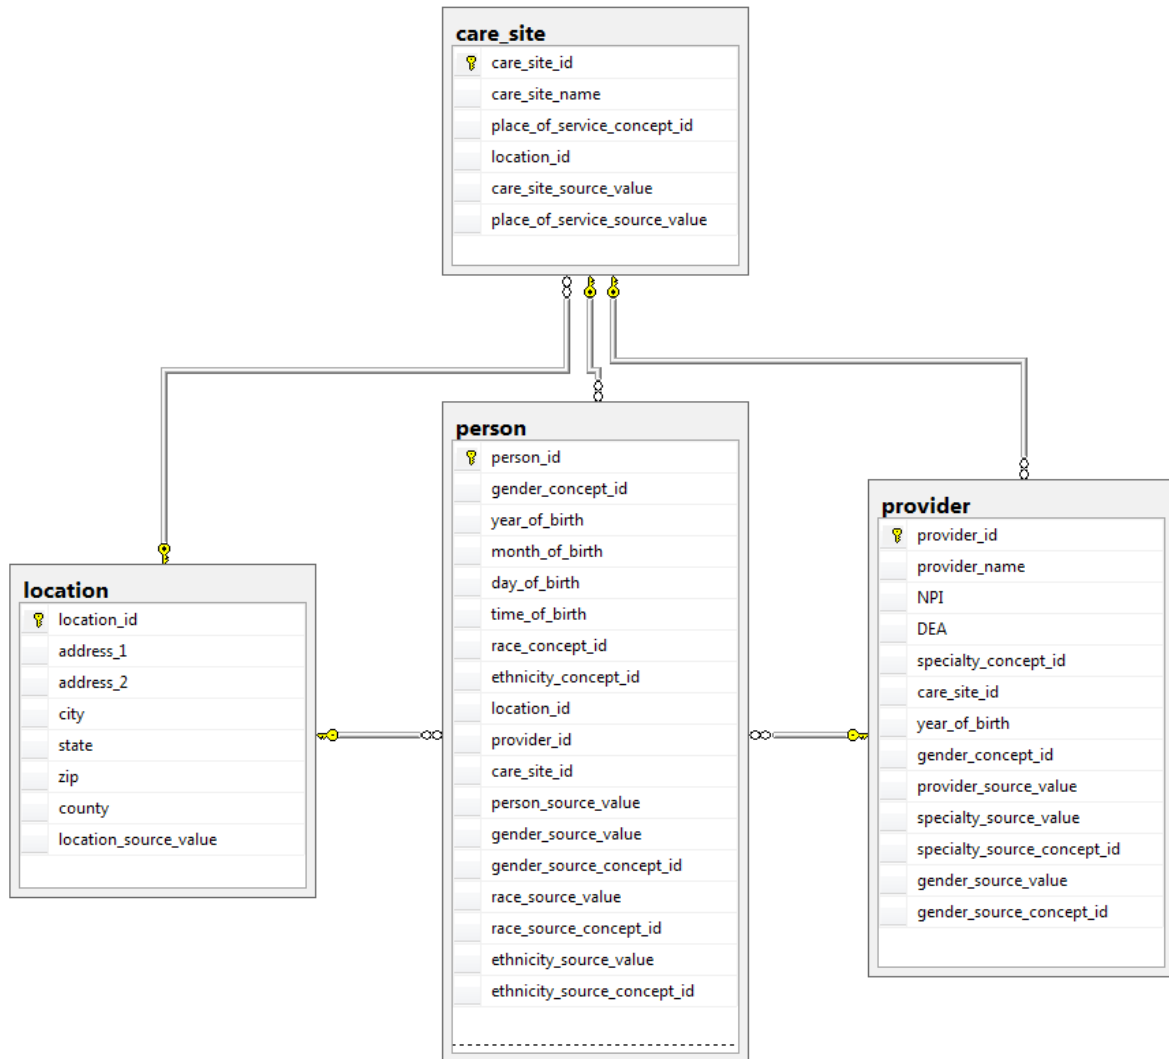 care_site
care_site_id
care_site_name
place_of_service_concept_id
location_id
care_site_source_value
place_of_service_source_value
person
person_id
gender_concept_id
year_of_birth
month_of_birth
day_of_birth
time_of_birth
race_concept_id
ethnicity_concept_id
location_id
provider_id
care_site_id
person_source_value
gender_source_value
gender_source_concept_id
race_source_value
race_source_concept_id
ethnicity_source_value
ethnicity_source_concept_id
location
location_id
address_1
address_2
city
state
zip
county
location_source_value
provider
provider_id
provider_name
NPI
DEA
specialty_concept_id
care_site_id
year_of_birth
gender_concept_id
provider_source_value
specialty_source_value
specialty_source_concept_id
gender_source_value
gender_source_concept_id